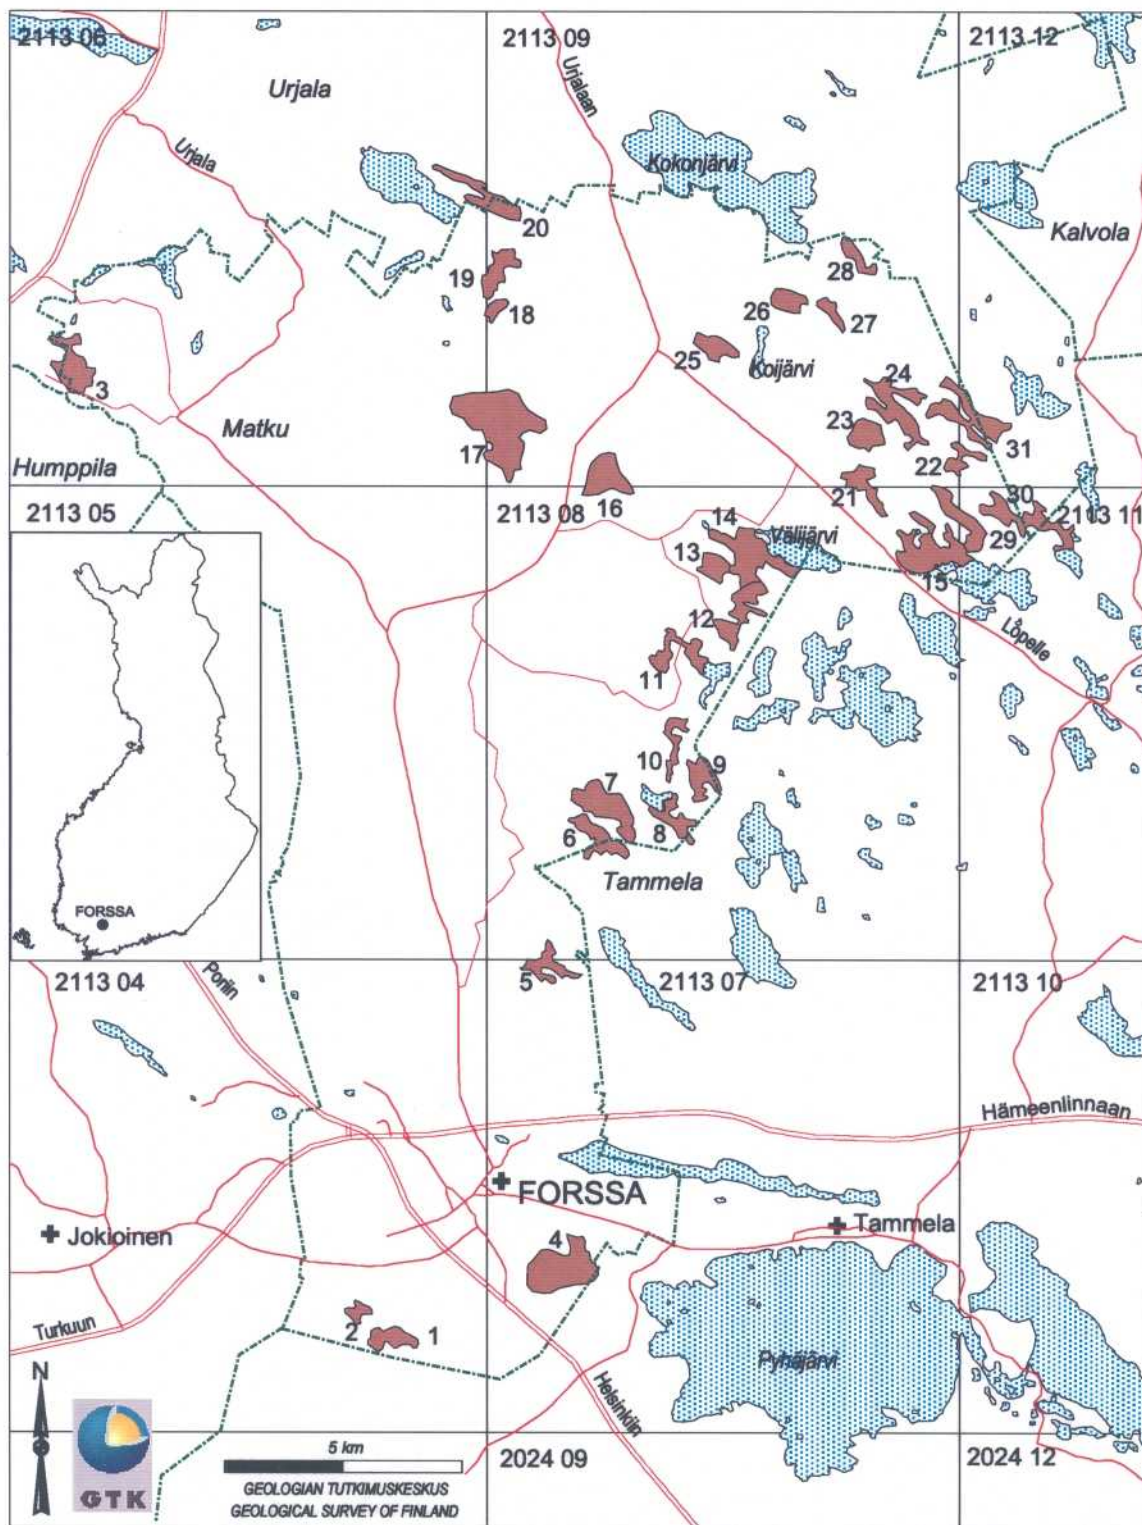 2113 06
2113 09
2113 12
Urjala
Urjalaan
Urjala
Kokonjärvi
Kalvola
20
19
18
28
26
27
25
Koijärvi
3
24
23
31
22
17
Matku
Humppila
16
21
30
2113 05
2113 08
2113 11
14
Välijärvi
13
29
15
12
Löpelle
11
10
9
7
6
8
Tammela
FORSSA
5
2113 04
Poriin
2113 07
2113 10
Hämeenlinnaan
FORSSA
Jokioinen
Tammela
4
Turkuun
2
1
Pyhäjärvi
Helsinkiin
N
GTK
5 km
2024 09
2024 12
GEOLOGIAN TUTKIMUSKESKUS
GEOLOGICAL SURVEY OF FINLAND